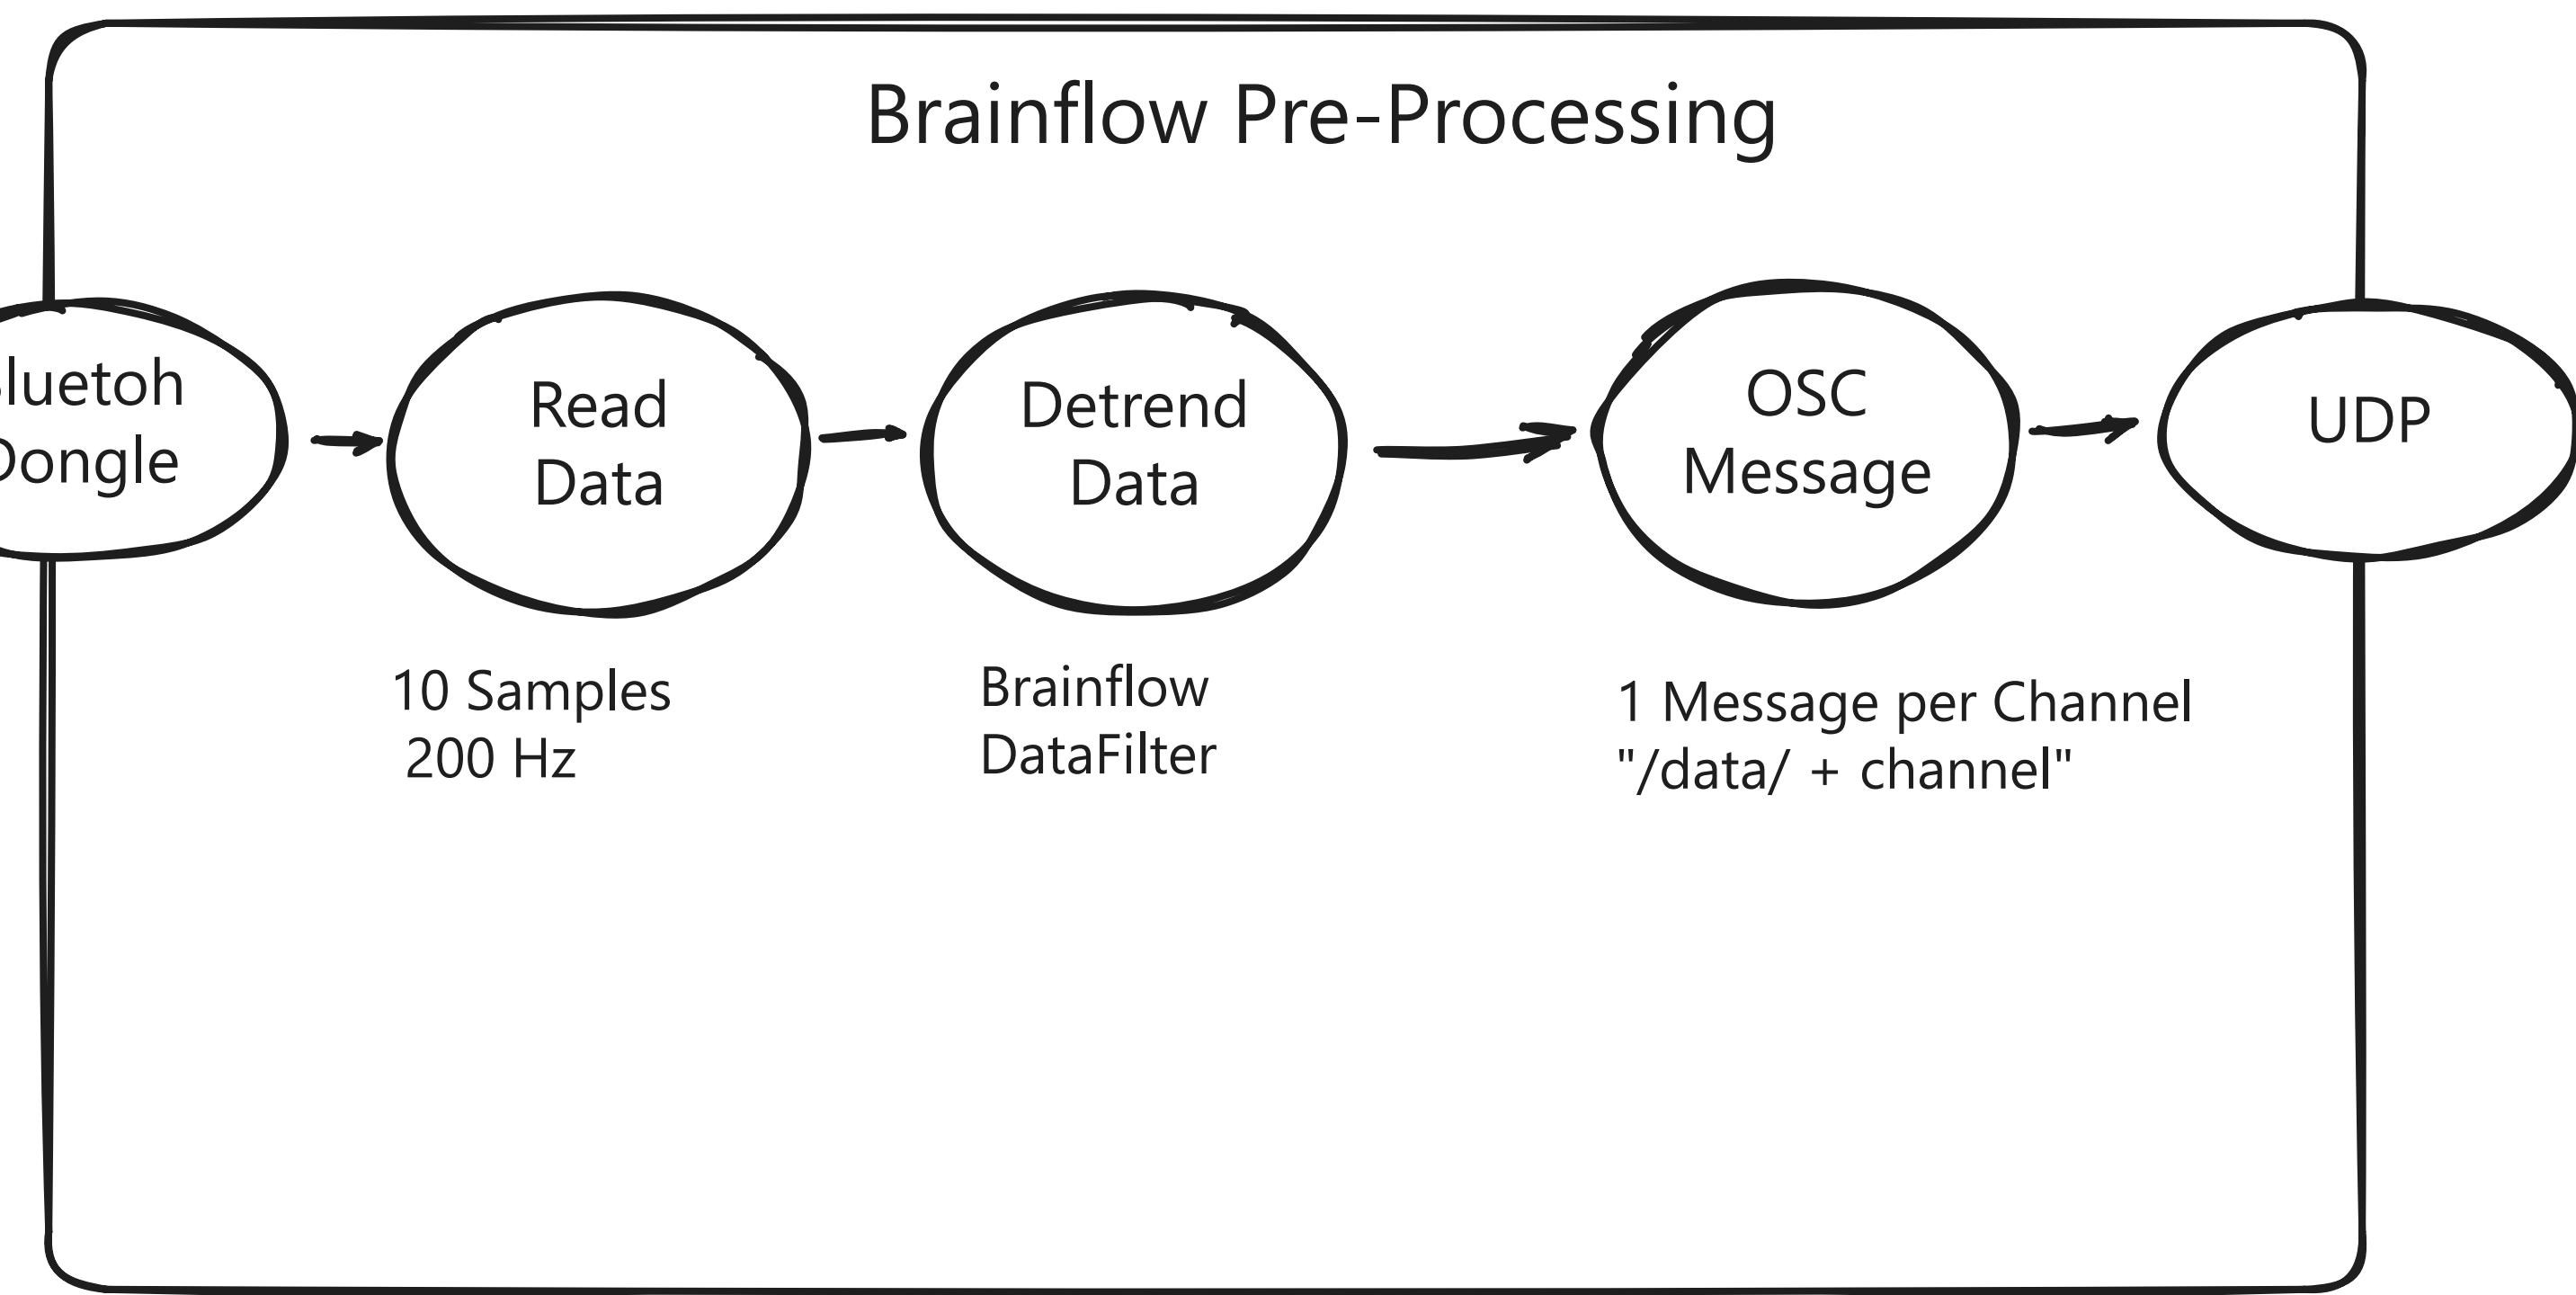 Brainflow Pre-Processing
luetoh
Dongle
Read
Data
Detrend
Data
OSC
Message
UDP
10 Samples
200 Hz
Brainflow
DataFilter
1 Message per Channel
"/data/ + channel"